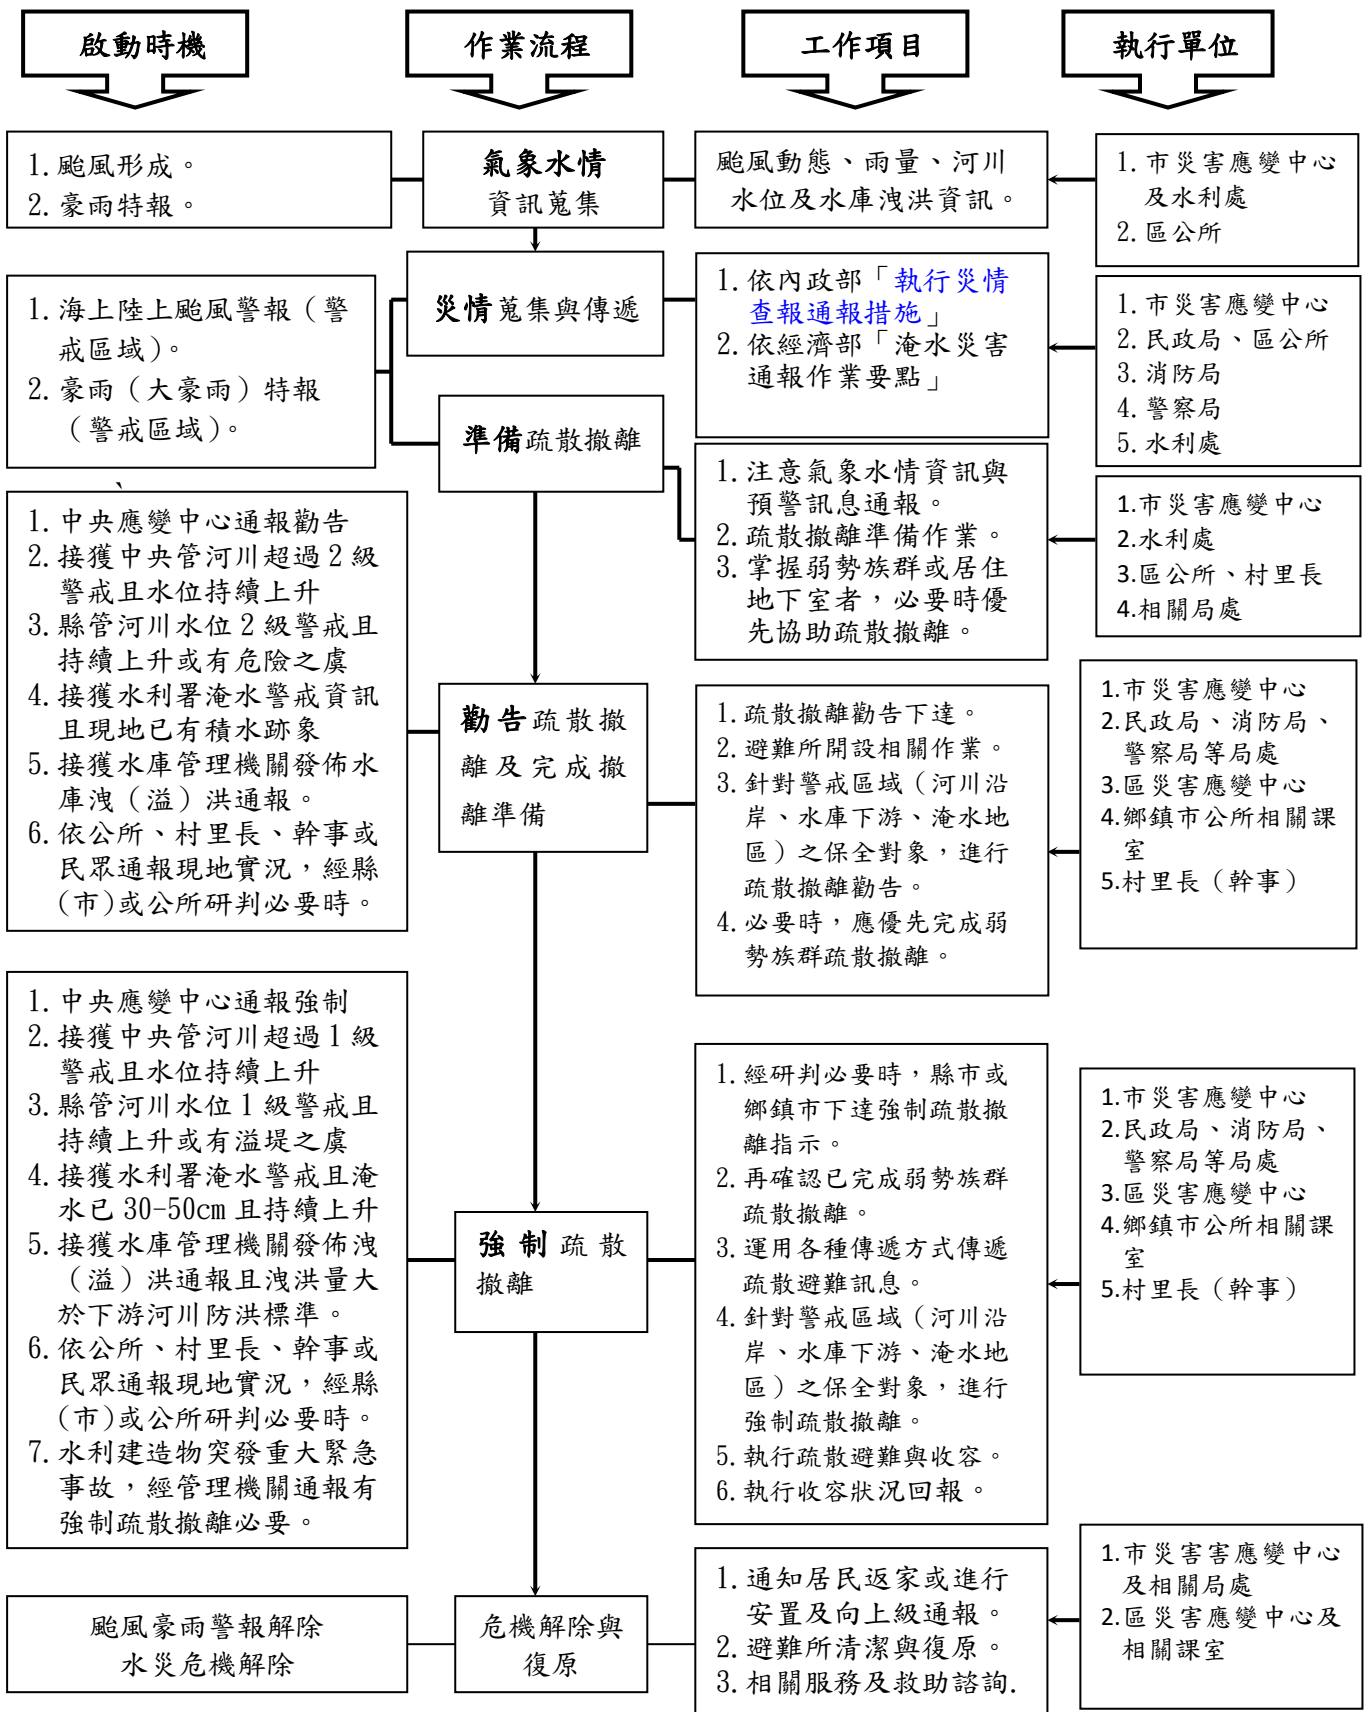 啟動時機
作業流程
工作項目
執行單位
1.颱風形成。
2.豪雨特報。
氣象水情
資訊蒐集
颱風動態、雨量、河川
水位及水庫洩洪資訊。
1.市災害應變中心
及水利處
2.區公所
1.海上陸上颱風警報（警
戒區域）。
2.豪雨（大豪雨）特報
（警戒區域）。
災情蒐集與傳遞
1.依內政部「執行災情
查報通報措施」
2.依經濟部「淹水災害
通報作業要點」
1.市災害應變中心
2.民政局、區公所
3.消防局
4.警察局
5.水利處
準備疏散撤離
1.注意氣象水情資訊與
預警訊息通報。
2.疏散撤離準備作業。
3.掌握弱勢族群或居住
地下室者，必要時優
先協助疏散撤離。
1.市災害應變中心
2.水利處
3.區公所、村里長
4.相關局處
、
1.中央應變中心通報勸告
2.接獲中央管河川超過2級
警戒且水位持續上升
3.縣管河川水位2級警戒且
持續上升或有危險之虞
4.接獲水利署淹水警戒資訊
且現地已有積水跡象
5.接獲水庫管理機關發佈水
庫洩（溢）洪通報。
6.依公所、村里長、幹事或
民眾通報現地實況，經縣
(市)或公所研判必要時。
勸告疏散撤
離及完成撤
離準備
1.疏散撤離勸告下達。
2.避難所開設相關作業。
3.針對警戒區域（河川沿
岸、水庫下游、淹水地
區）之保全對象，進行
疏散撤離勸告。
4.必要時，應優先完成弱
勢族群疏散撤離。
1.市災害應變中心
2.民政局、消防局、
警察局等局處
3.區災害應變中心
4.鄉鎮市公所相關課
室
5.村里長（幹事）
1.中央應變中心通報強制
2.接獲中央管河川超過1級
警戒且水位持續上升
3.縣管河川水位1級警戒且
持續上升或有溢堤之虞
4.接獲水利署淹水警戒且淹
水已30-50cm且持續上升
5.接獲水庫管理機關發佈洩
（溢）洪通報且洩洪量大
於下游河川防洪標準。
6.依公所、村里長、幹事或
民眾通報現地實況，經縣
(市)或公所研判必要時。
7.水利建造物突發重大緊急
事故，經管理機關通報有
強制疏散撤離必要。
強制疏散
撤離
1.經研判必要時，縣市或
鄉鎮市下達強制疏散撤
離指示。
2.再確認已完成弱勢族群
疏散撤離。
3.運用各種傳遞方式傳遞
疏散避難訊息。
4.針對警戒區域（河川沿
岸、水庫下游、淹水地
區）之保全對象，進行
強制疏散撤離。
5.執行疏散避難與收容。
6.執行收容狀況回報。
1.市災害應變中心
2.民政局、消防局、
警察局等局處
3.區災害應變中心
4.鄉鎮市公所相關課
室
5.村里長（幹事）
颱風豪雨警報解除
水災危機解除
危機解除與
復原
1.通知居民返家或進行
安置及向上級通報。
2.避難所清潔與復原。
3.相關服務及救助諮詢.
1.市災害害應變中心
及相關局處
2.區災害應變中心及
相關課室